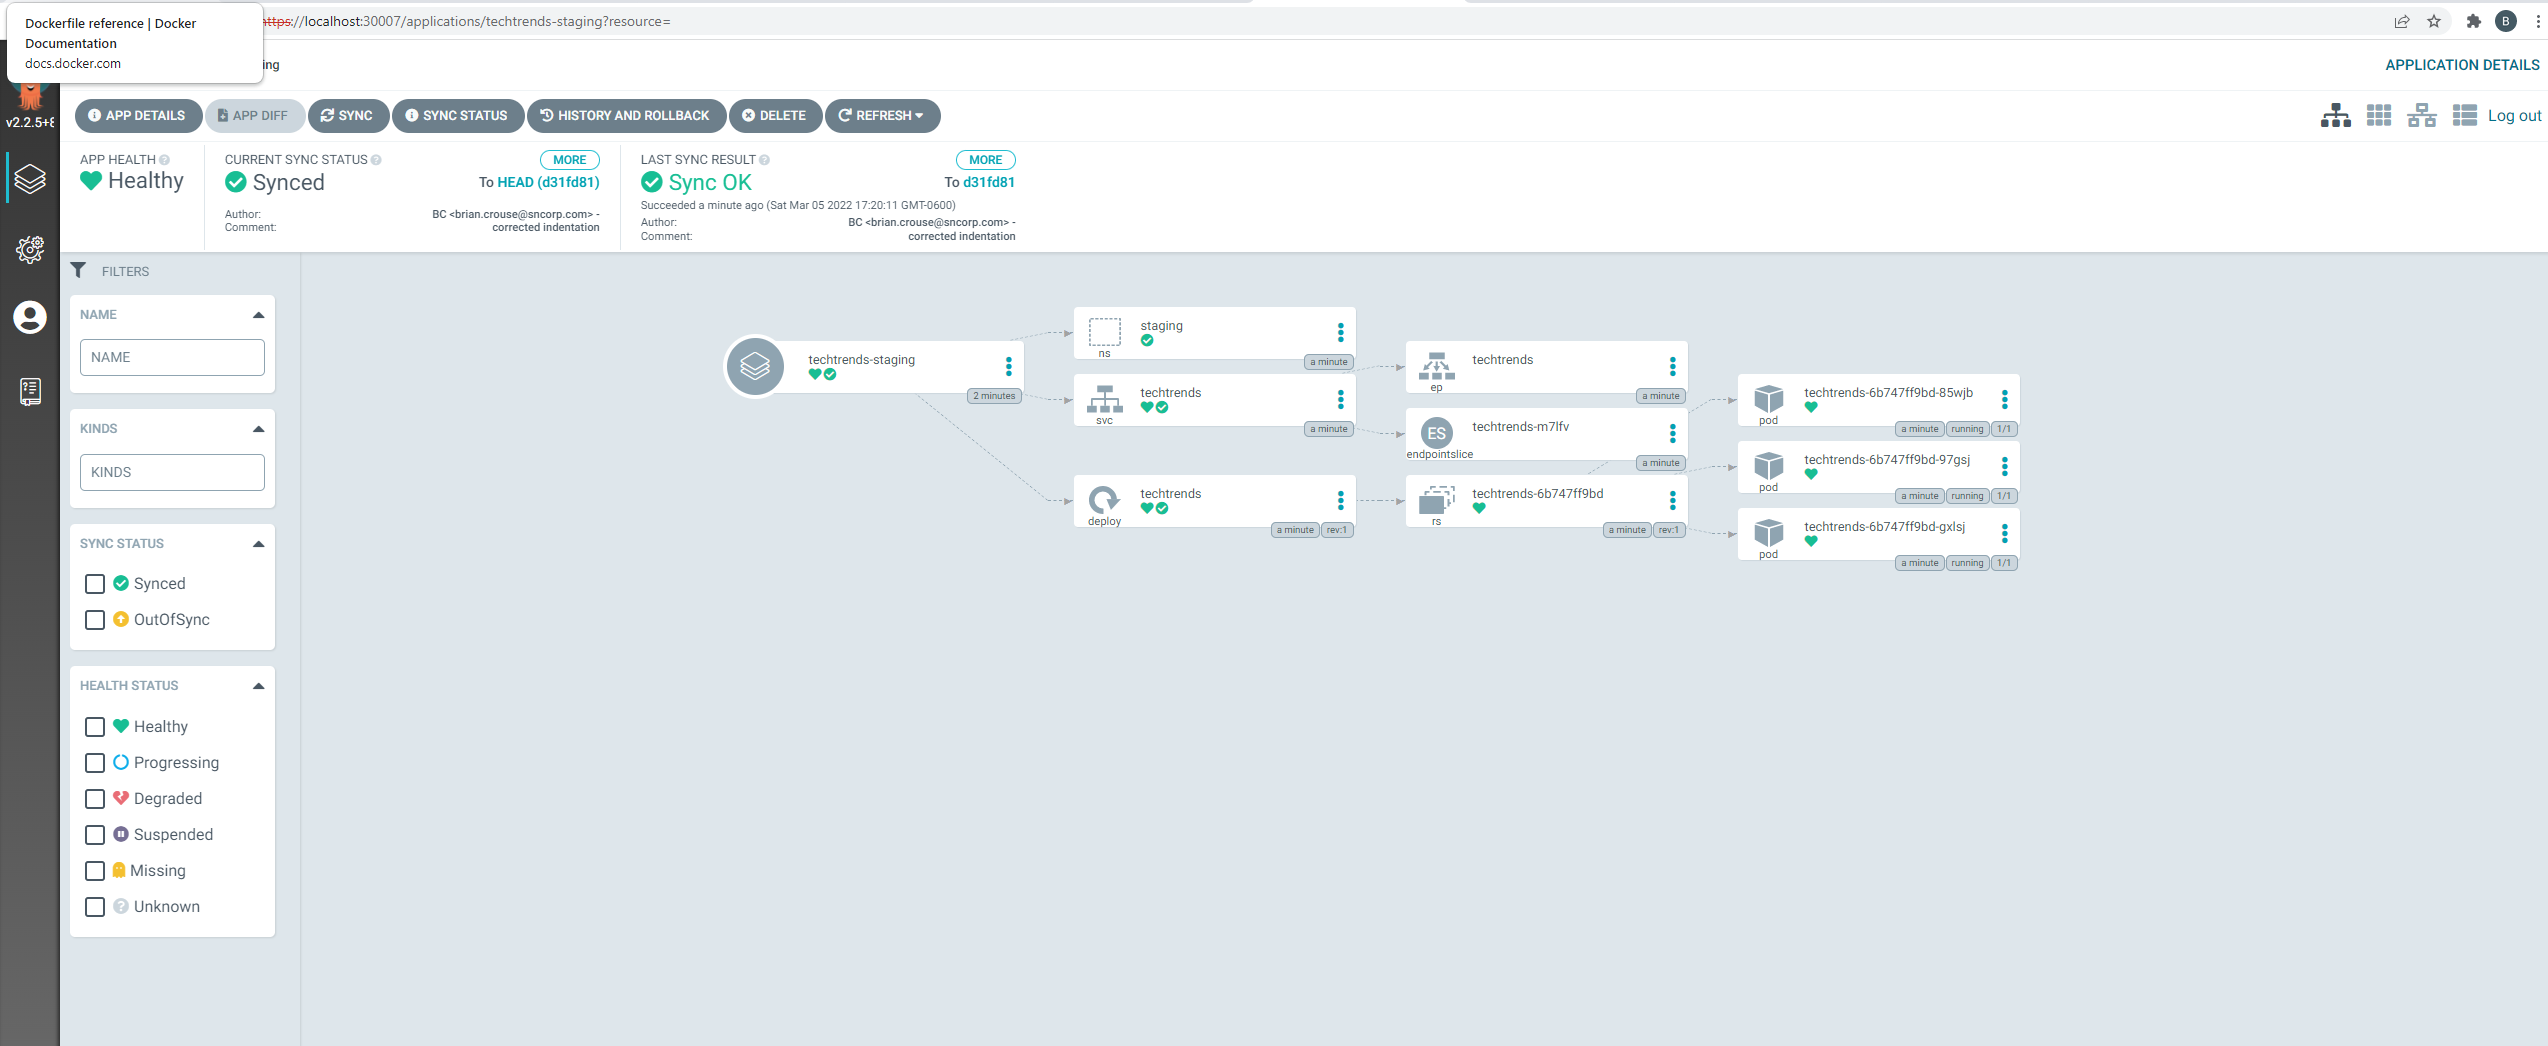 Dockerfile reference | Docker
Documentation
docs.docker.com
https://localhost:30007/applications/techtrends-staging?resource=
B
ing
APPLICATION DETAILS
v2.2.5+8
APP DETAILS
APP DIFF
SYNC
SYNC STATUS
HISTORY AND ROLLBACK
DELETE
REFRESH
Log out
APP HEALTH
Healthy
CURRENT SYNC STATUS
MORE
Synced
To HEAD (d31fd81)
Author:
BC <brian.crouse@sncorp.com> -
Comment:
corrected indentation
LAST SYNC RESULT
MORE
Sync OK
To d31fd81
Succeeded a minute ago (Sat Mar 05 2022 17:20:11 GMT-0600)
Author:
BC <brian.crouse@sncorp.com> -
Comment:
corrected indentation
FILTERS
NAME
NAME
KINDS
KINDS
SYNC STATUS
Synced
OutOfSync
HEALTH STATUS
Healthy
Progressing
Degraded
Suspended
Missing
Unknown
techtrends-staging
2 minutes
staging
ns
a minute
techtrends
svc
a minute
techtrends
deploy
a minute
rev:1
techtrends
ep
a minute
ES
techtrends-m7lfv
endpointslice
a minute
techtrends-6b747ff9bd
rs
a minute
rev:1
techtrends-6b747ff9bd-85wjb
pod
a minute
running
1/1
techtrends-6b747ff9bd-97gsj
pod
a minute
running
1/1
techtrends-6b747ff9bd-gxlsj
pod
a minute
running
1/1